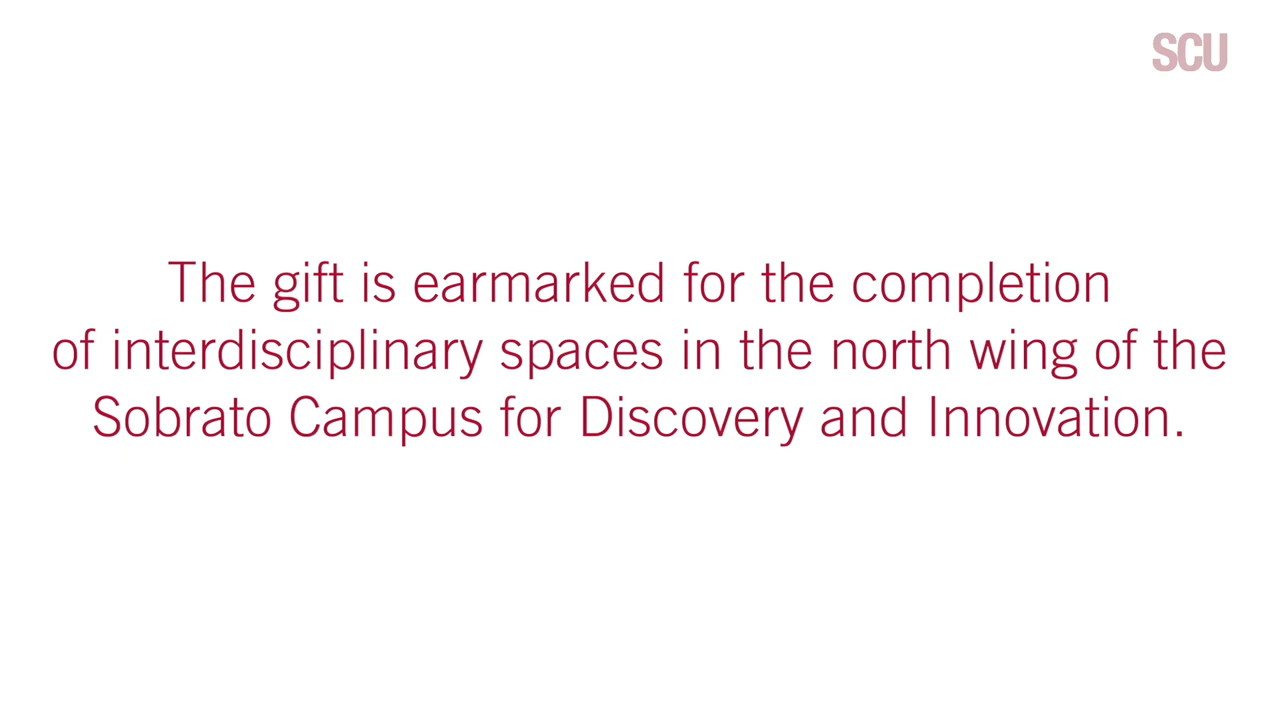 SCU
The gift is earmarked for the completion
of interdisciplinary spaces in the north wing of the
Sobrato Campus for Discovery and Innovation.